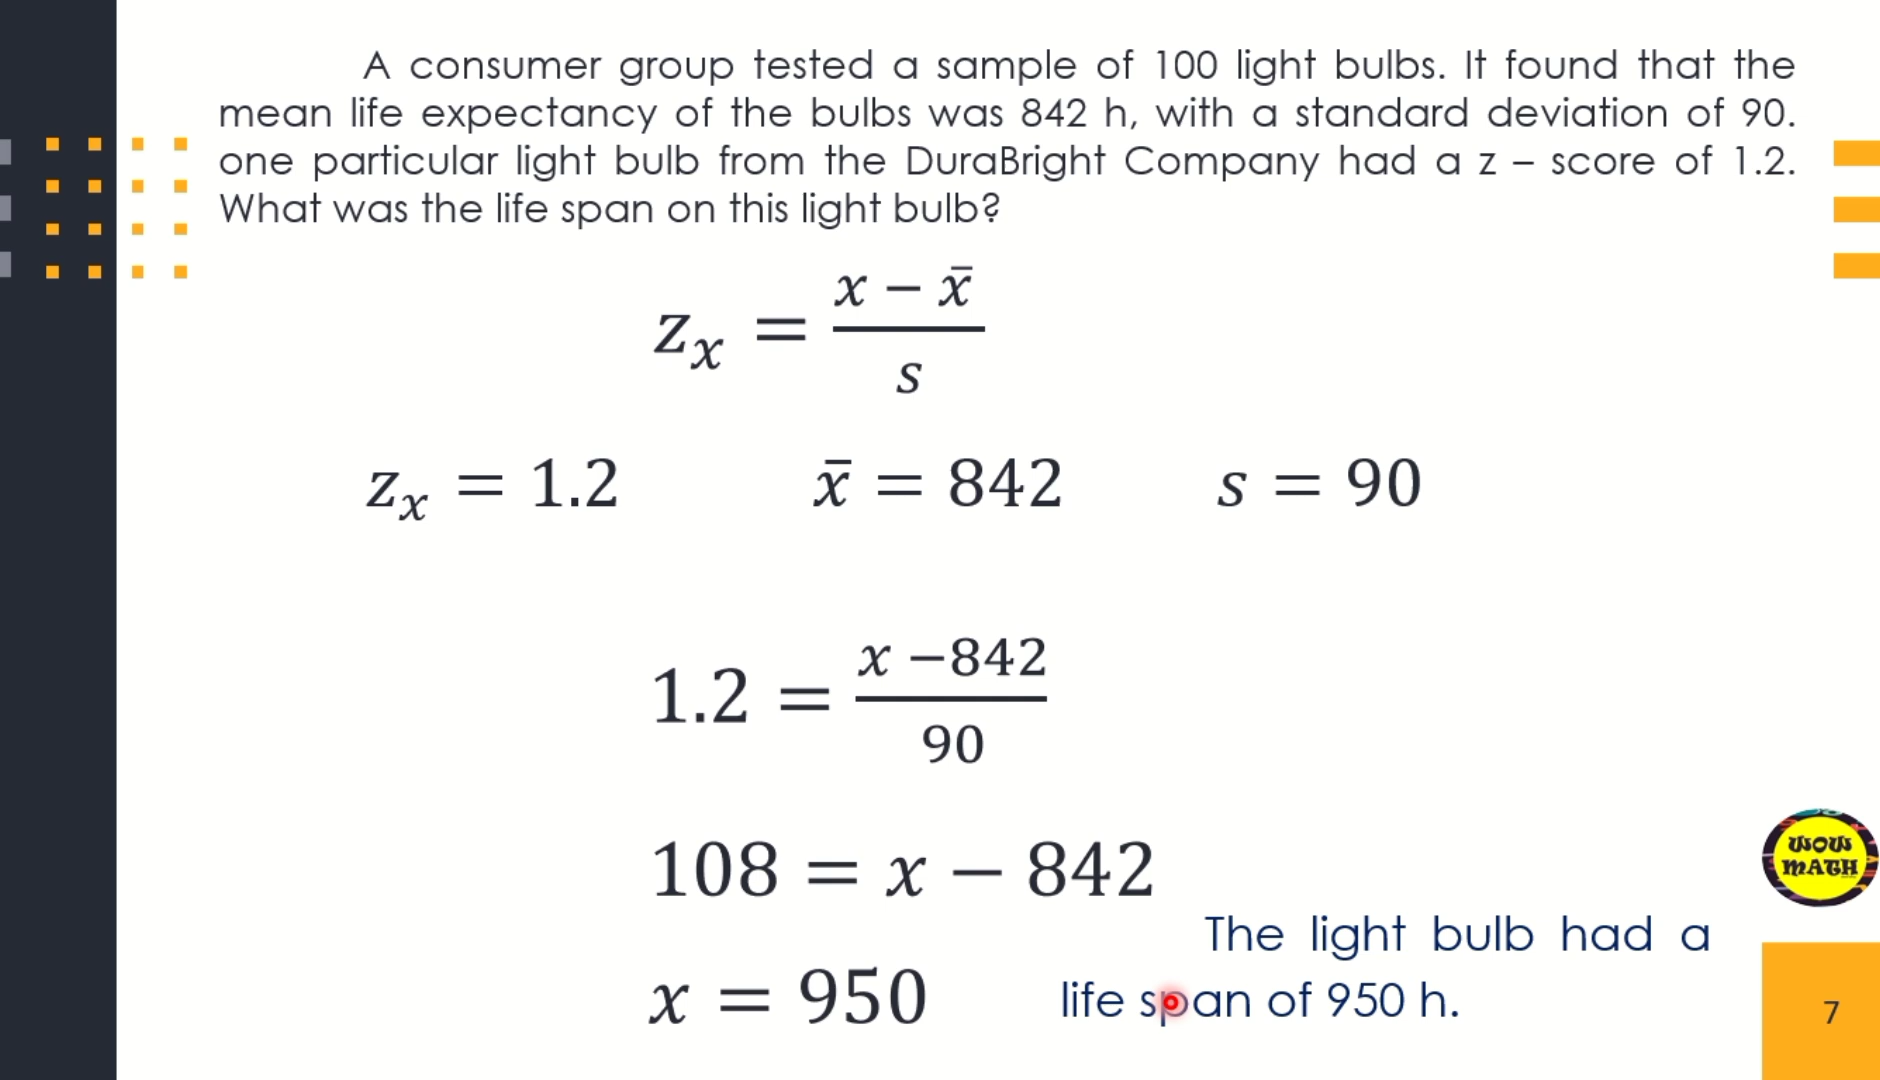 A consumer group tested a sample of 100 light bulbs. It found that the
mean life expectancy of the bulbs was 842 h, with a standard deviation of 90.
one particular light bulb from the DuraBright Company had a z – score of 1.2.
What was the life span on this light bulb?
zₓ = (x − x̄)/s
zₓ = 1.2 x̄ = 842 s = 90
1.2 = (x −842)/90
108 = x − 842
x = 950
The light bulb had a
life span of 950 h.
WOW
MATH
7